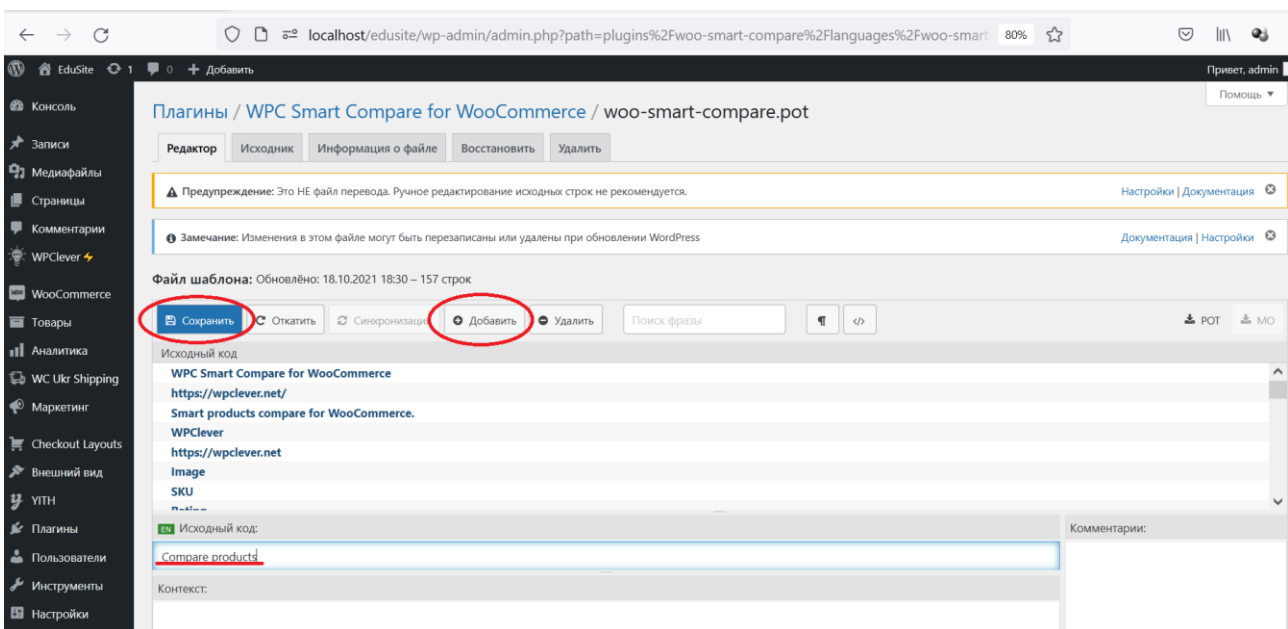 localhost/edusite/wp-admin/admin.php?path=plugins%2Fwoo-smart-compare%2Flanguages%2Fwoo-smart 80%
EduSite 1 0 + Добавить Привет, admin
Помощь ▼
Консоль
Записи
Медиафайлы
Страницы
Комментарии
WPClever
WooCommerce
Товары
Аналитика
WC Ukr Shipping
Маркетинг
Checkout Layouts
Внешний вид
YITH
Плагины
Пользователи
Инструменты
Настройки
Плагины / WPC Smart Compare for WooCommerce / woo-smart-compare.pot
Редактор Исходник Информация о файле Восстановить Удалить
Предупреждение: Это НЕ файл перевода. Ручное редактирование исходных строк не рекомендуется. Настройки | Документация
Замечание: Изменения в этом файле могут быть перезаписаны или удалены при обновлении WordPress Документация | Настройки
Файл шаблона: Обновлёно: 18.10.2021 18:30 – 157 строк
Сохранить Откатить Синхронизаци Добавить Удалить Поиск фразы ¶ </> POT MO
Исходный код
WPC Smart Compare for WooCommerce
https://wpclever.net/
Smart products compare for WooCommerce.
WPClever
https://wpclever.net
Image
SKU
EN Исходный код: Комментарии:
Compare products
Контекст: